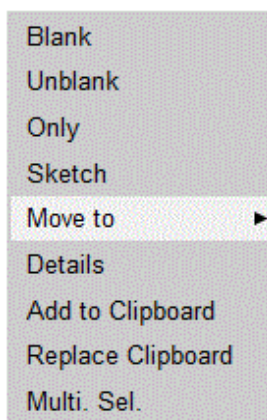 Blank
Unblank
Only
Sketch
Move to
Details
Add to Clipboard
Replace Clipboard
Multi. Sel.